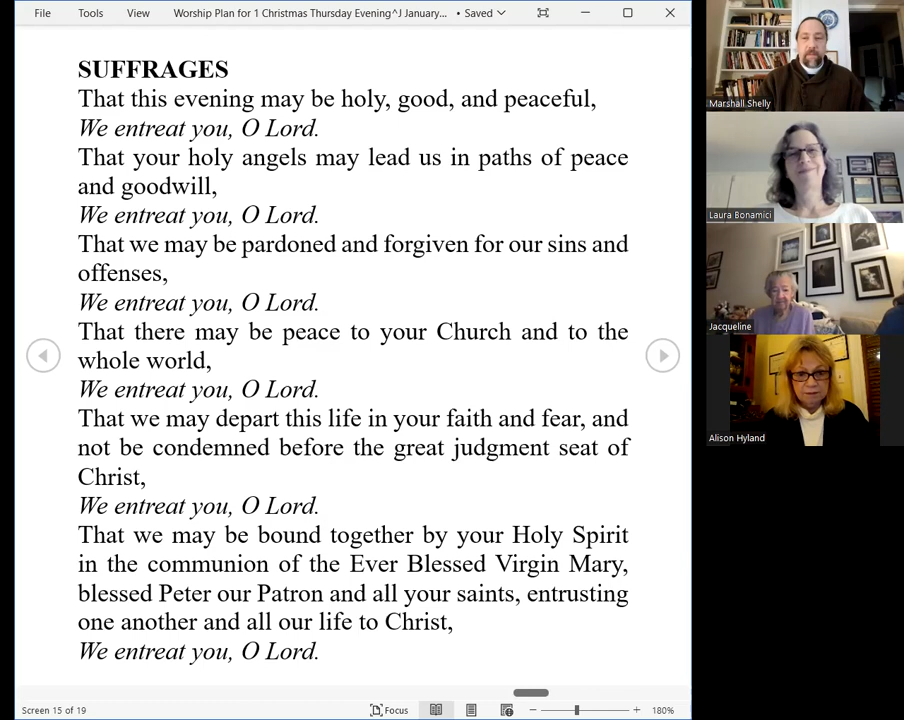 File Tools View Worship Plan for 1 Christmas Thursday Evening^J January... • Saved
SUFFRAGES
That this evening may be holy, good, and peaceful,
We entreat you, O Lord.
That your holy angels may lead us in paths of peace
and goodwill,
We entreat you, O Lord.
That we may be pardoned and forgiven for our sins and
offenses,
We entreat you, O Lord.
That there may be peace to your Church and to the
whole world,
We entreat you, O Lord.
That we may depart this life in your faith and fear, and
not be condemned before the great judgment seat of
Christ,
We entreat you, O Lord.
That we may be bound together by your Holy Spirit
in the communion of the Ever Blessed Virgin Mary,
blessed Peter our Patron and all your saints, entrusting
one another and all our life to Christ,
We entreat you, O Lord.
Screen 15 of 19 Focus 180%
Marshall Shelly
Laura Bonamici
Jacqueline
Alison Hyland